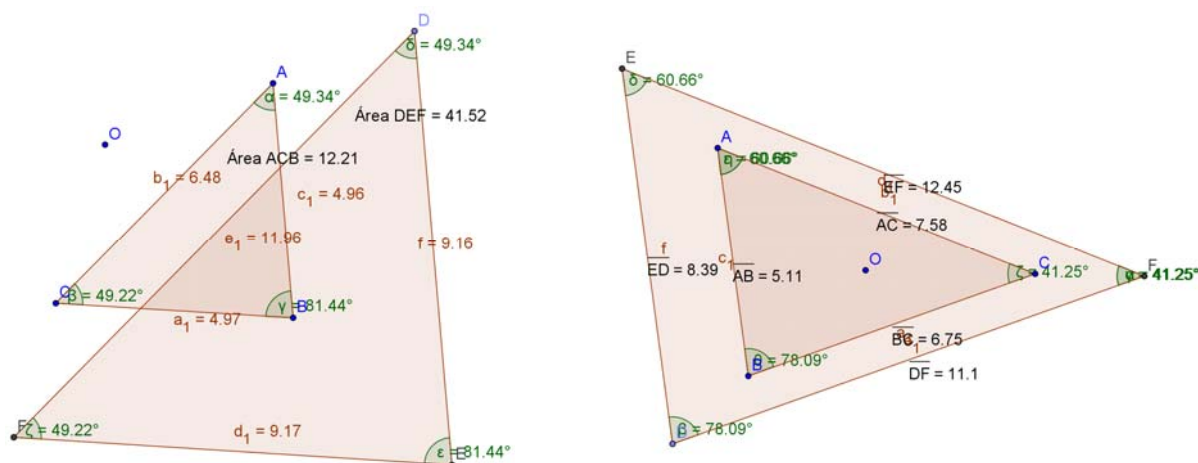 D
δ = 49.34°
A
α = 49.34°
Área DEF = 41.52
O
Área ACB = 12.21
b₁ = 6.48
c₁ = 4.96
e₁ = 11.96
f = 9.16
C
β = 49.22°
γ = 81.44°
B
a₁ = 4.97
F
ζ = 49.22°
d₁ = 9.17
ε = 81.44°
E
E
δ = 60.66°
A
60.66°
EF = 12.45
b₁
AC = 7.58
f
ED = 8.39
c₁
AB = 5.11
O
C
ζ = 41.25°
F
41.25°
BC = 6.75
DF = 11.1
θ = 78.09°
B
β = 78.09°